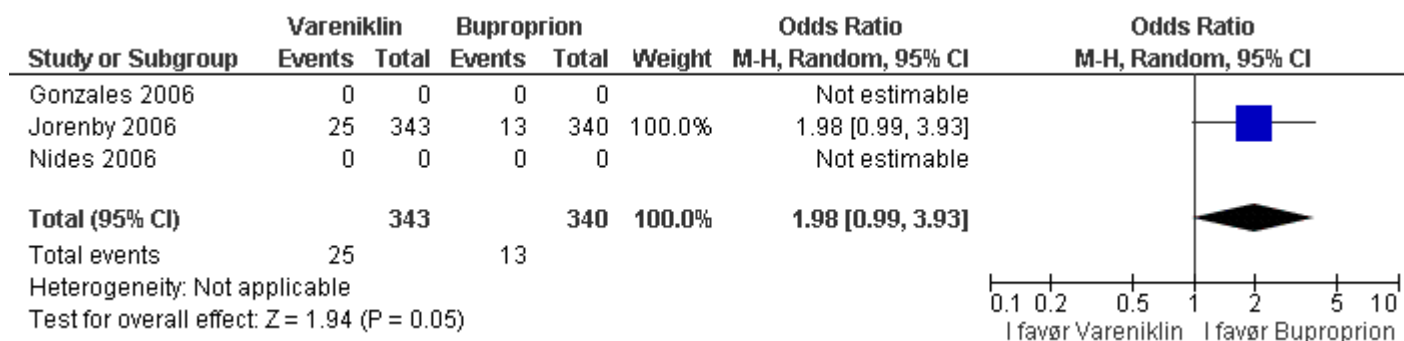 Vareniklin Buproprion Odds Ratio Odds Ratio
Study or Subgroup Events Total Events Total Weight M-H, Random, 95% CI M-H, Random, 95% CI
Gonzales 2006 0 0 0 0 Not estimable
Jorenby 2006 25 343 13 340 100.0% 1.98 [0.99, 3.93]
Nides 2006 0 0 0 0 Not estimable
Total (95% CI) 343 340 100.0% 1.98 [0.99, 3.93]
Total events 25 13
Heterogeneity: Not applicable
Test for overall effect: Z = 1.94 (P = 0.05)
0.1 0.2 0.5 1 2 5 10
I favør Vareniklin I favør Buproprion